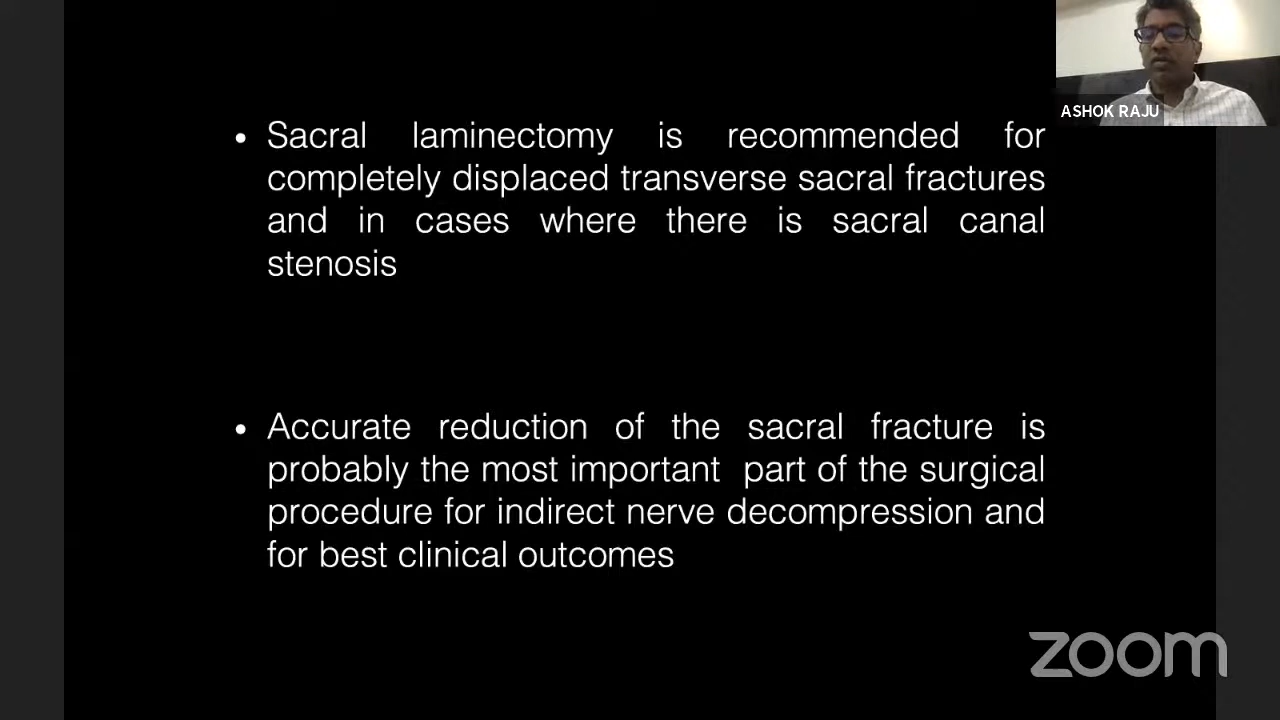 ASHOK RAJU
• Sacral laminectomy is recommended for
completely displaced transverse sacral fractures
and in cases where there is sacral canal
stenosis
• Accurate reduction of the sacral fracture is
probably the most important part of the surgical
procedure for indirect nerve decompression and
for best clinical outcomes
zoom